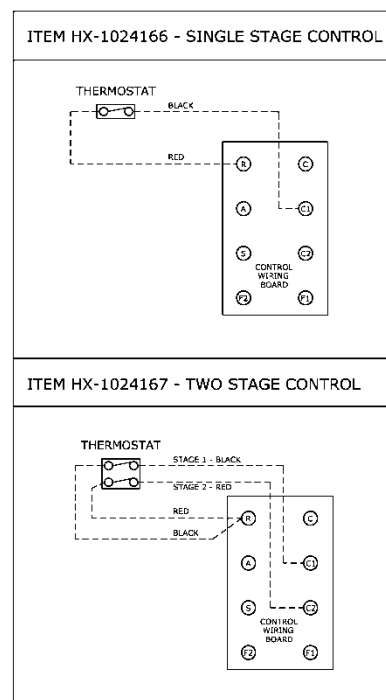 ITEM HX-1024166 - SINGLE STAGE CONTROL
THERMOSTAT
BLACK
RED
R
C
A
C1
S
C2
CONTROL
WIRING
BOARD
F2
F1
ITEM HX-1024167 - TWO STAGE CONTROL
THERMOSTAT
STAGE 1 - BLACK
STAGE 2 - RED
RED
BLACK
R
C
A
C1
S
C2
CONTROL
WIRING
BOARD
F2
F1